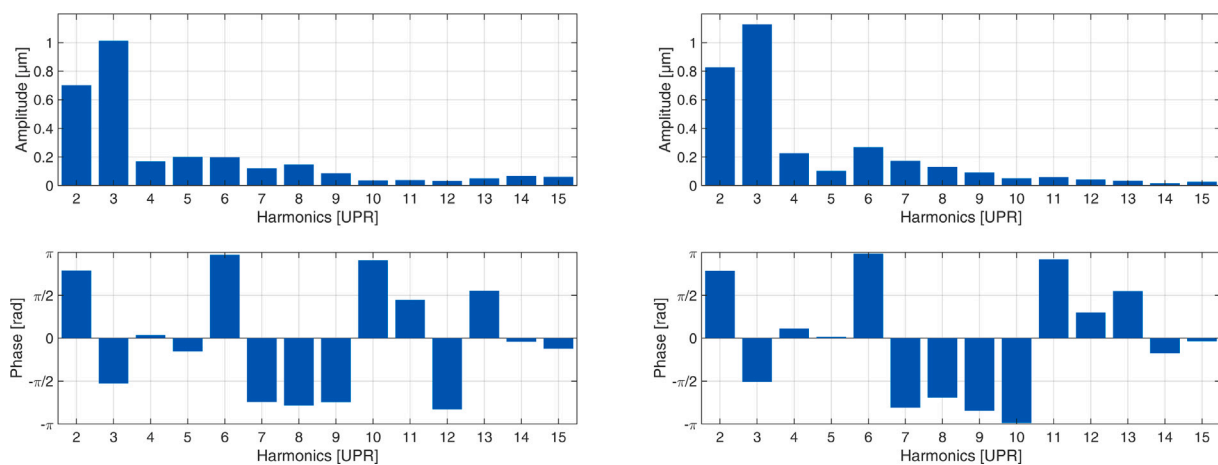 Amplitude [µm]
1
0.8
0.6
0.4
0.2
0
2 3 4 5 6 7 8 9 10 11 12 13 14 15
Harmonics [UPR]
Amplitude [µm]
1
0.8
0.6
0.4
0.2
0
2 3 4 5 6 7 8 9 10 11 12 13 14 15
Harmonics [UPR]
Phase [rad]
π
π/2
0
-π/2
-π
2 3 4 5 6 7 8 9 10 11 12 13 14 15
Harmonics [UPR]
Phase [rad]
π
π/2
0
-π/2
-π
2 3 4 5 6 7 8 9 10 11 12 13 14 15
Harmonics [UPR]